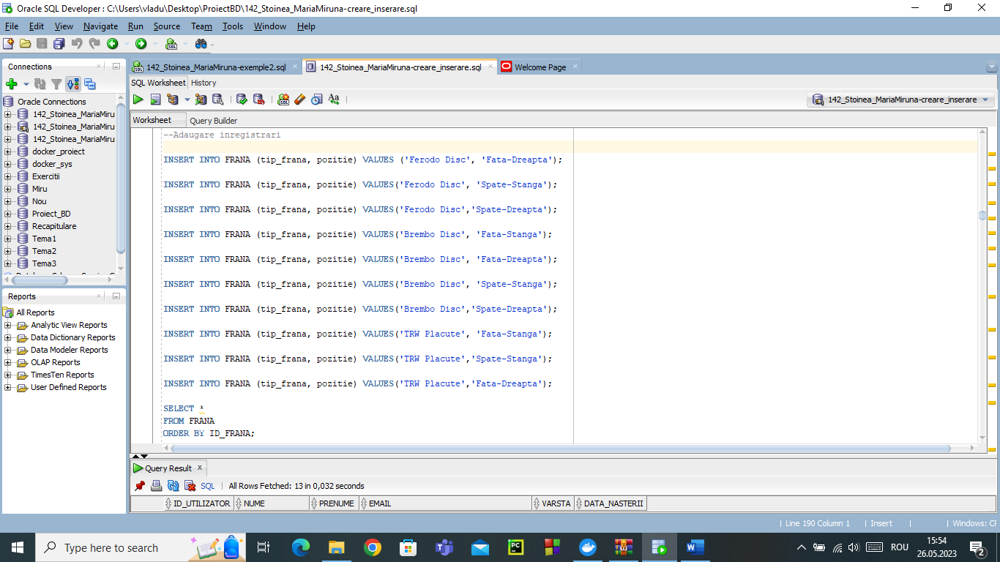 Oracle SQL Developer : C:\Users\vladu\Desktop\ProiectBD\142_Stoinea_MariaMiruna-creare_inserare.sql
File Edit View Navigate Run Source Team Tools Window Help
Connections
Oracle Connections
142_Stoinea_MariaMiru
142_Stoinea_MariaMiru
142_Stoinea_MariaMiru
docker_proiect
docker_sys
Exercitii
Miru
Nou
Proiect_BD
Recapitulare
Tema1
Tema2
Tema3
Reports
All Reports
Analytic View Reports
Data Dictionary Reports
Data Modeler Reports
OLAP Reports
TimesTen Reports
User Defined Reports
142_Stoinea_MariaMiruna-exemple2.sql 142_Stoinea_MariaMiruna-creare_inserare.sql Welcome Page
SQL Worksheet History
142_Stoinea_MariaMiruna-creare_inserare
Worksheet Query Builder
--Adaugare inregistrari
INSERT INTO FRANA (tip_frana, pozitie) VALUES ('Ferodo Disc', 'Fata-Dreapta');
INSERT INTO FRANA (tip_frana, pozitie) VALUES('Ferodo Disc', 'Spate-Stanga');
INSERT INTO FRANA (tip_frana, pozitie) VALUES('Ferodo Disc','Spate-Dreapta');
INSERT INTO FRANA (tip_frana, pozitie) VALUES('Brembo Disc', 'Fata-Stanga');
INSERT INTO FRANA (tip_frana, pozitie) VALUES('Brembo Disc', 'Fata-Dreapta');
INSERT INTO FRANA (tip_frana, pozitie) VALUES('Brembo Disc', 'Spate-Stanga');
INSERT INTO FRANA (tip_frana, pozitie) VALUES('Brembo Disc','Spate-Dreapta');
INSERT INTO FRANA (tip_frana, pozitie) VALUES('TRW Placute', 'Fata-Stanga');
INSERT INTO FRANA (tip_frana, pozitie) VALUES('TRW Placute','Spate-Stanga');
INSERT INTO FRANA (tip_frana, pozitie) VALUES('TRW Placute','Fata-Dreapta');
SELECT *
FROM FRANA
ORDER BY ID_FRANA;
Query Result
SQL | All Rows Fetched: 13 in 0,032 seconds
ID_UTILIZATOR NUME PRENUME EMAIL VARSTA DATA_NASTERII
Line 190 Column 1 | Insert | Windows: CF
Type here to search
ROU
15:54
26.05.2023
2